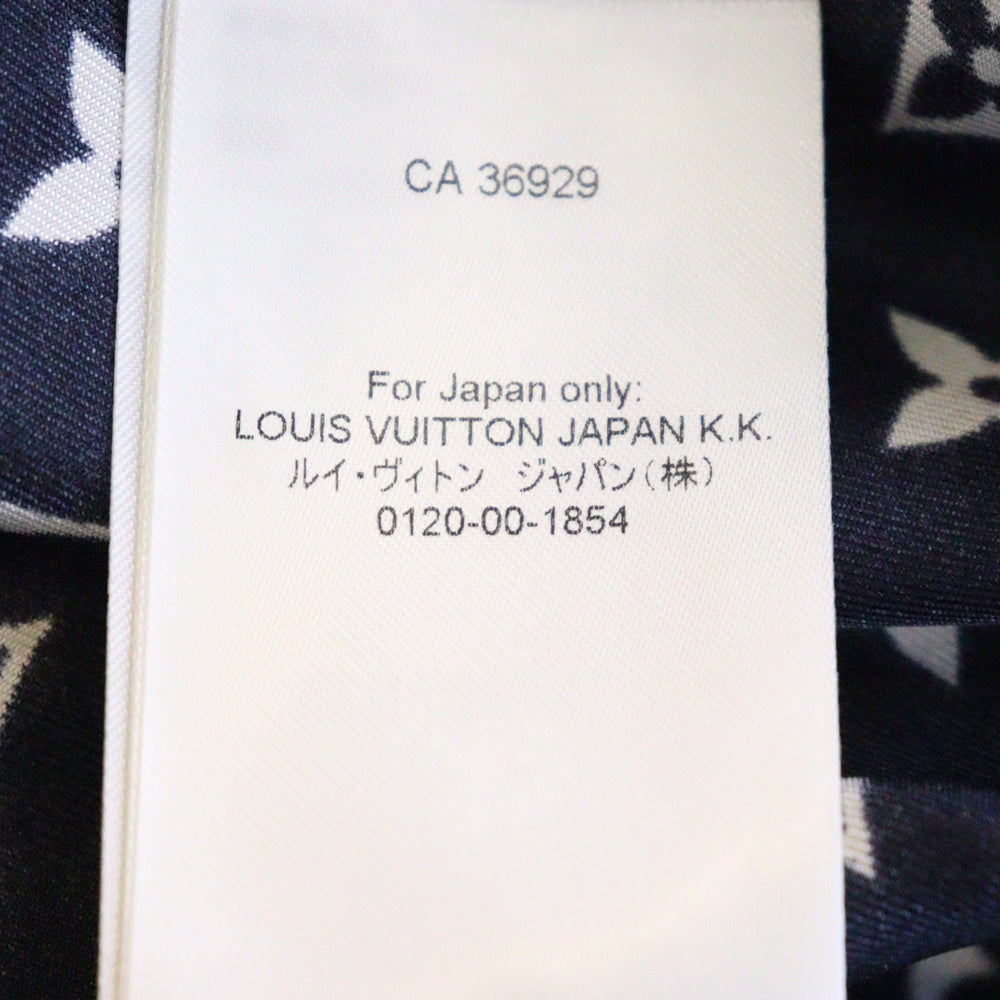 CA 36929
For Japan only:
LOUIS VUITTON JAPAN K.K.
ルイ・ヴィトン　ジャパン(株)
0120-00-1854